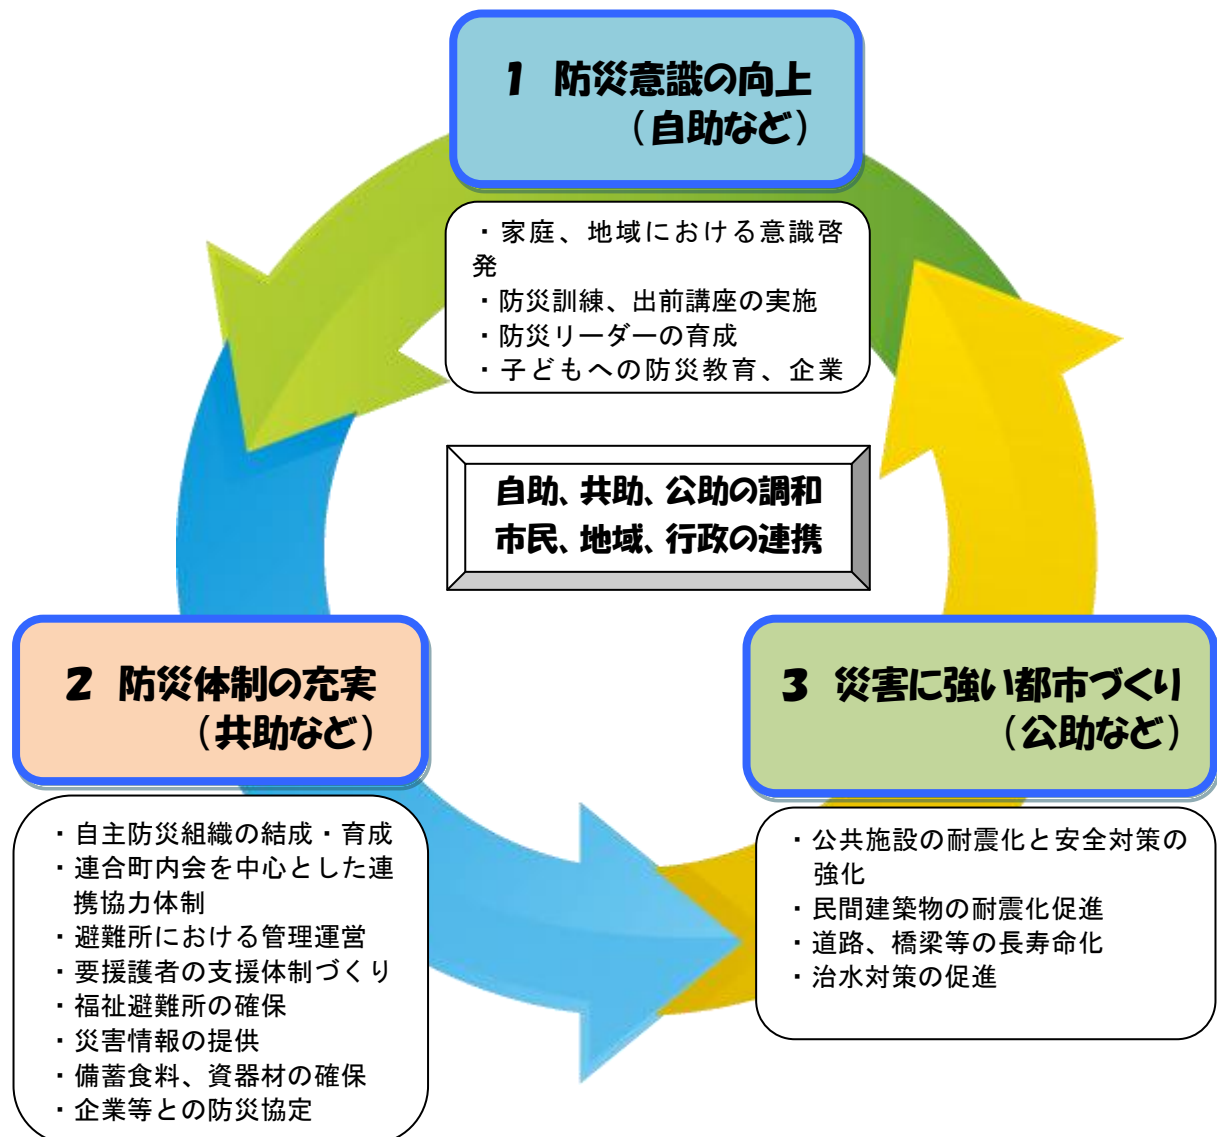 1 防災意識の向上
（自助など）
・家庭、地域における意識啓
発
・防災訓練、出前講座の実施
・防災リーダーの育成
・子どもへの防災教育、企業
自助、共助、公助の調和
市民、地域、行政の連携
2 防災体制の充実
（共助など）
・自主防災組織の結成・育成
・連合町内会を中心とした連
携協力体制
・避難所における管理運営
・要援護者の支援体制づくり
・福祉避難所の確保
・災害情報の提供
・備蓄食料、資器材の確保
・企業等との防災協定
3 災害に強い都市づくり
（公助など）
・公共施設の耐震化と安全対策の
強化
・民間建築物の耐震化促進
・道路、橋梁等の長寿命化
・治水対策の促進